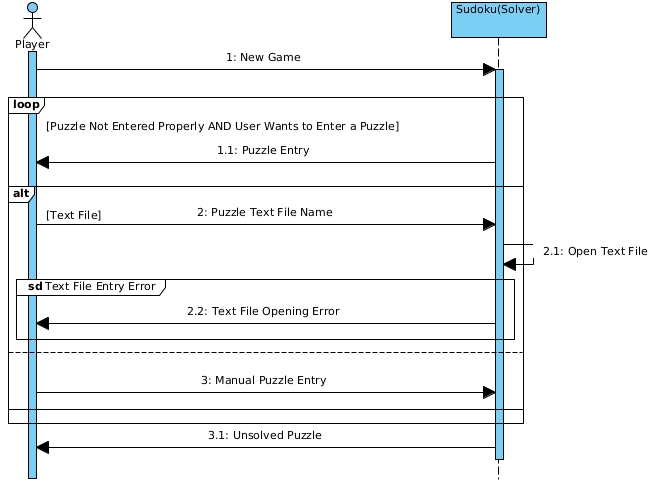 Sudoku(Solver)
Player
1: New Game
loop
[Puzzle Not Entered Properly AND User Wants to Enter a Puzzle]
1.1: Puzzle Entry
alt
[Text File]
2: Puzzle Text File Name
2.1: Open Text File
sd Text File Entry Error
2.2: Text File Opening Error
3: Manual Puzzle Entry
3.1: Unsolved Puzzle